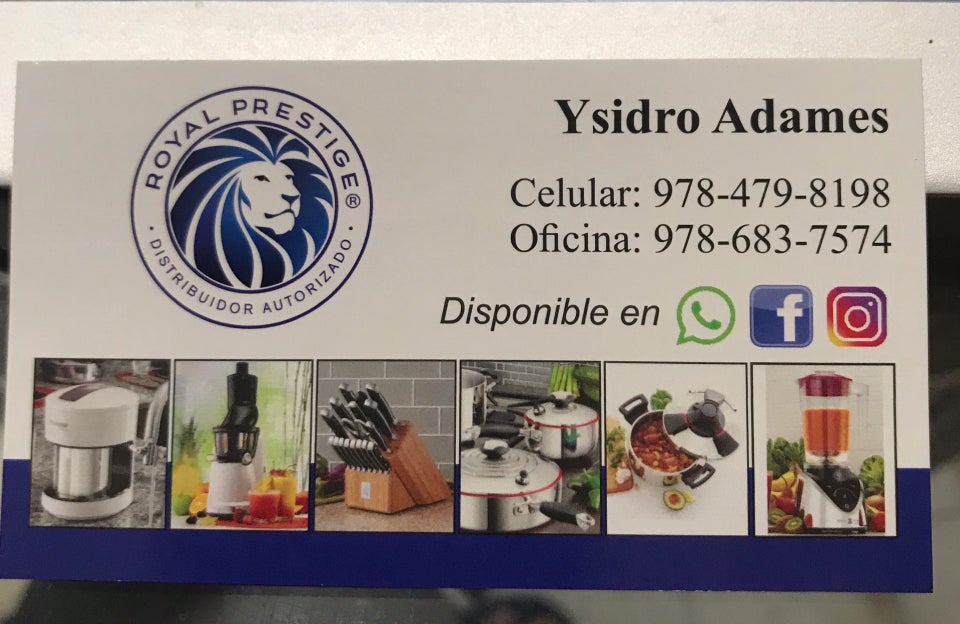 ROYAL PRESTIGE®
· DISTRIBUIDOR AUTORIZADO ·
Ysidro Adames
Celular: 978-479-8198
Oficina: 978-683-7574
Disponible en